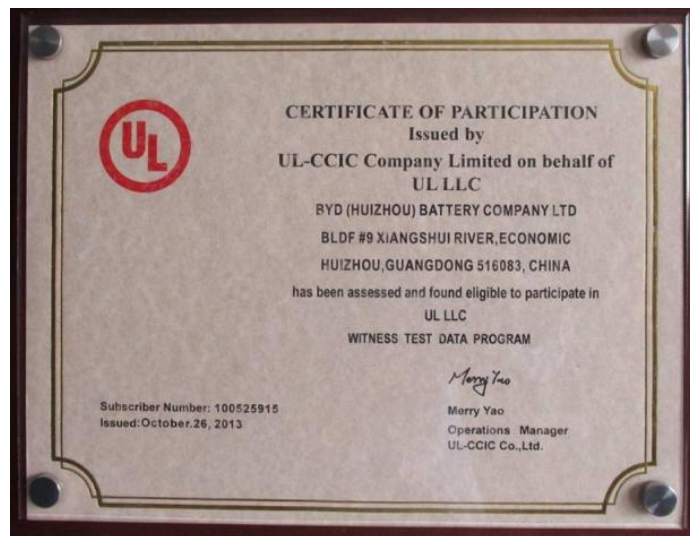 UL
CERTIFICATE OF PARTICIPATION
Issued by
UL-CCIC Company Limited on behalf of
UL LLC
BYD (HUIZHOU) BATTERY COMPANY LTD
BLDF #9 XIANGSHUI RIVER,ECONOMIC
HUIZHOU,GUANGDONG 516083, CHINA
has been assessed and found eligible to participate in
UL LLC
WITNESS TEST DATA PROGRAM
Merry Yao
Subscriber Number: 100525915
Issued:October.26, 2013
Merry Yao
Operations Manager
UL-CCIC Co.,Ltd.